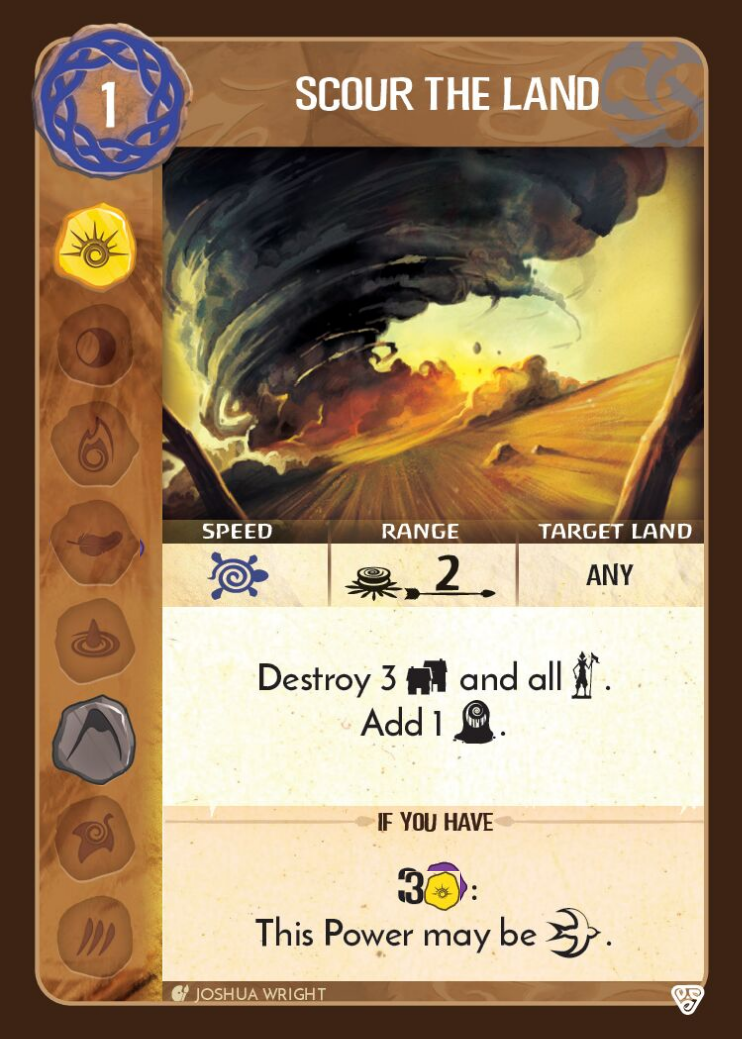 1
SCOUR THE LAND
SPEED RANGE TARGET LAND
2 ANY
Destroy 3 and all .
Add 1 .
IF YOU HAVE
3 :
This Power may be .
JOSHUA WRIGHT